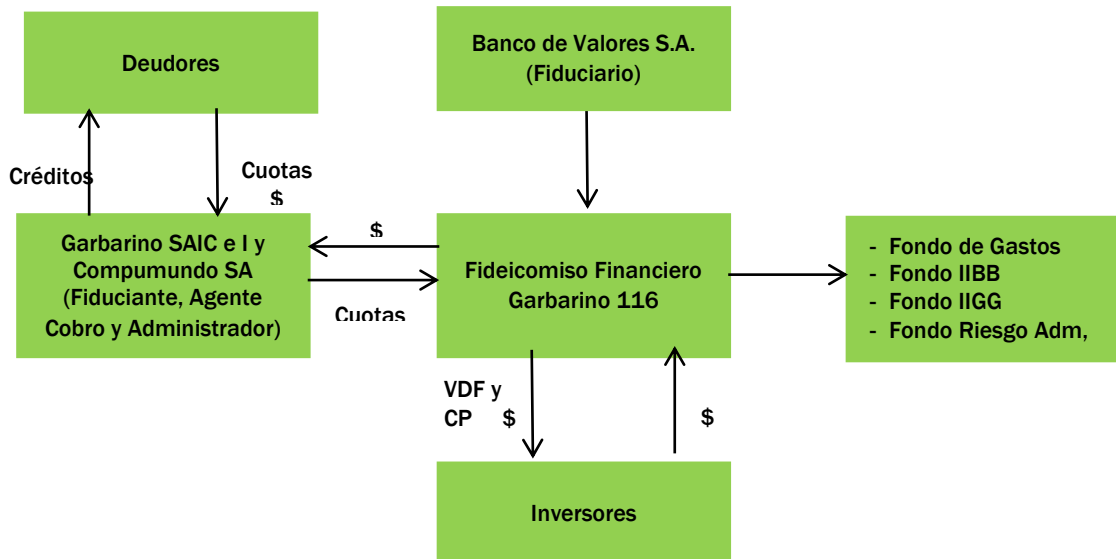 Deudores
Banco de Valores S.A.
(Fiduciario)
Créditos
Cuotas
$
Garbarino SAIC e I y
Compumundo SA
(Fiduciante, Agente
Cobro y Administrador)
$
Cuotas
Fideicomiso Financiero
Garbarino 116
- Fondo de Gastos
- Fondo IIBB
- Fondo IIGG
- Fondo Riesgo Adm,
VDF y
CP $
$
Inversores